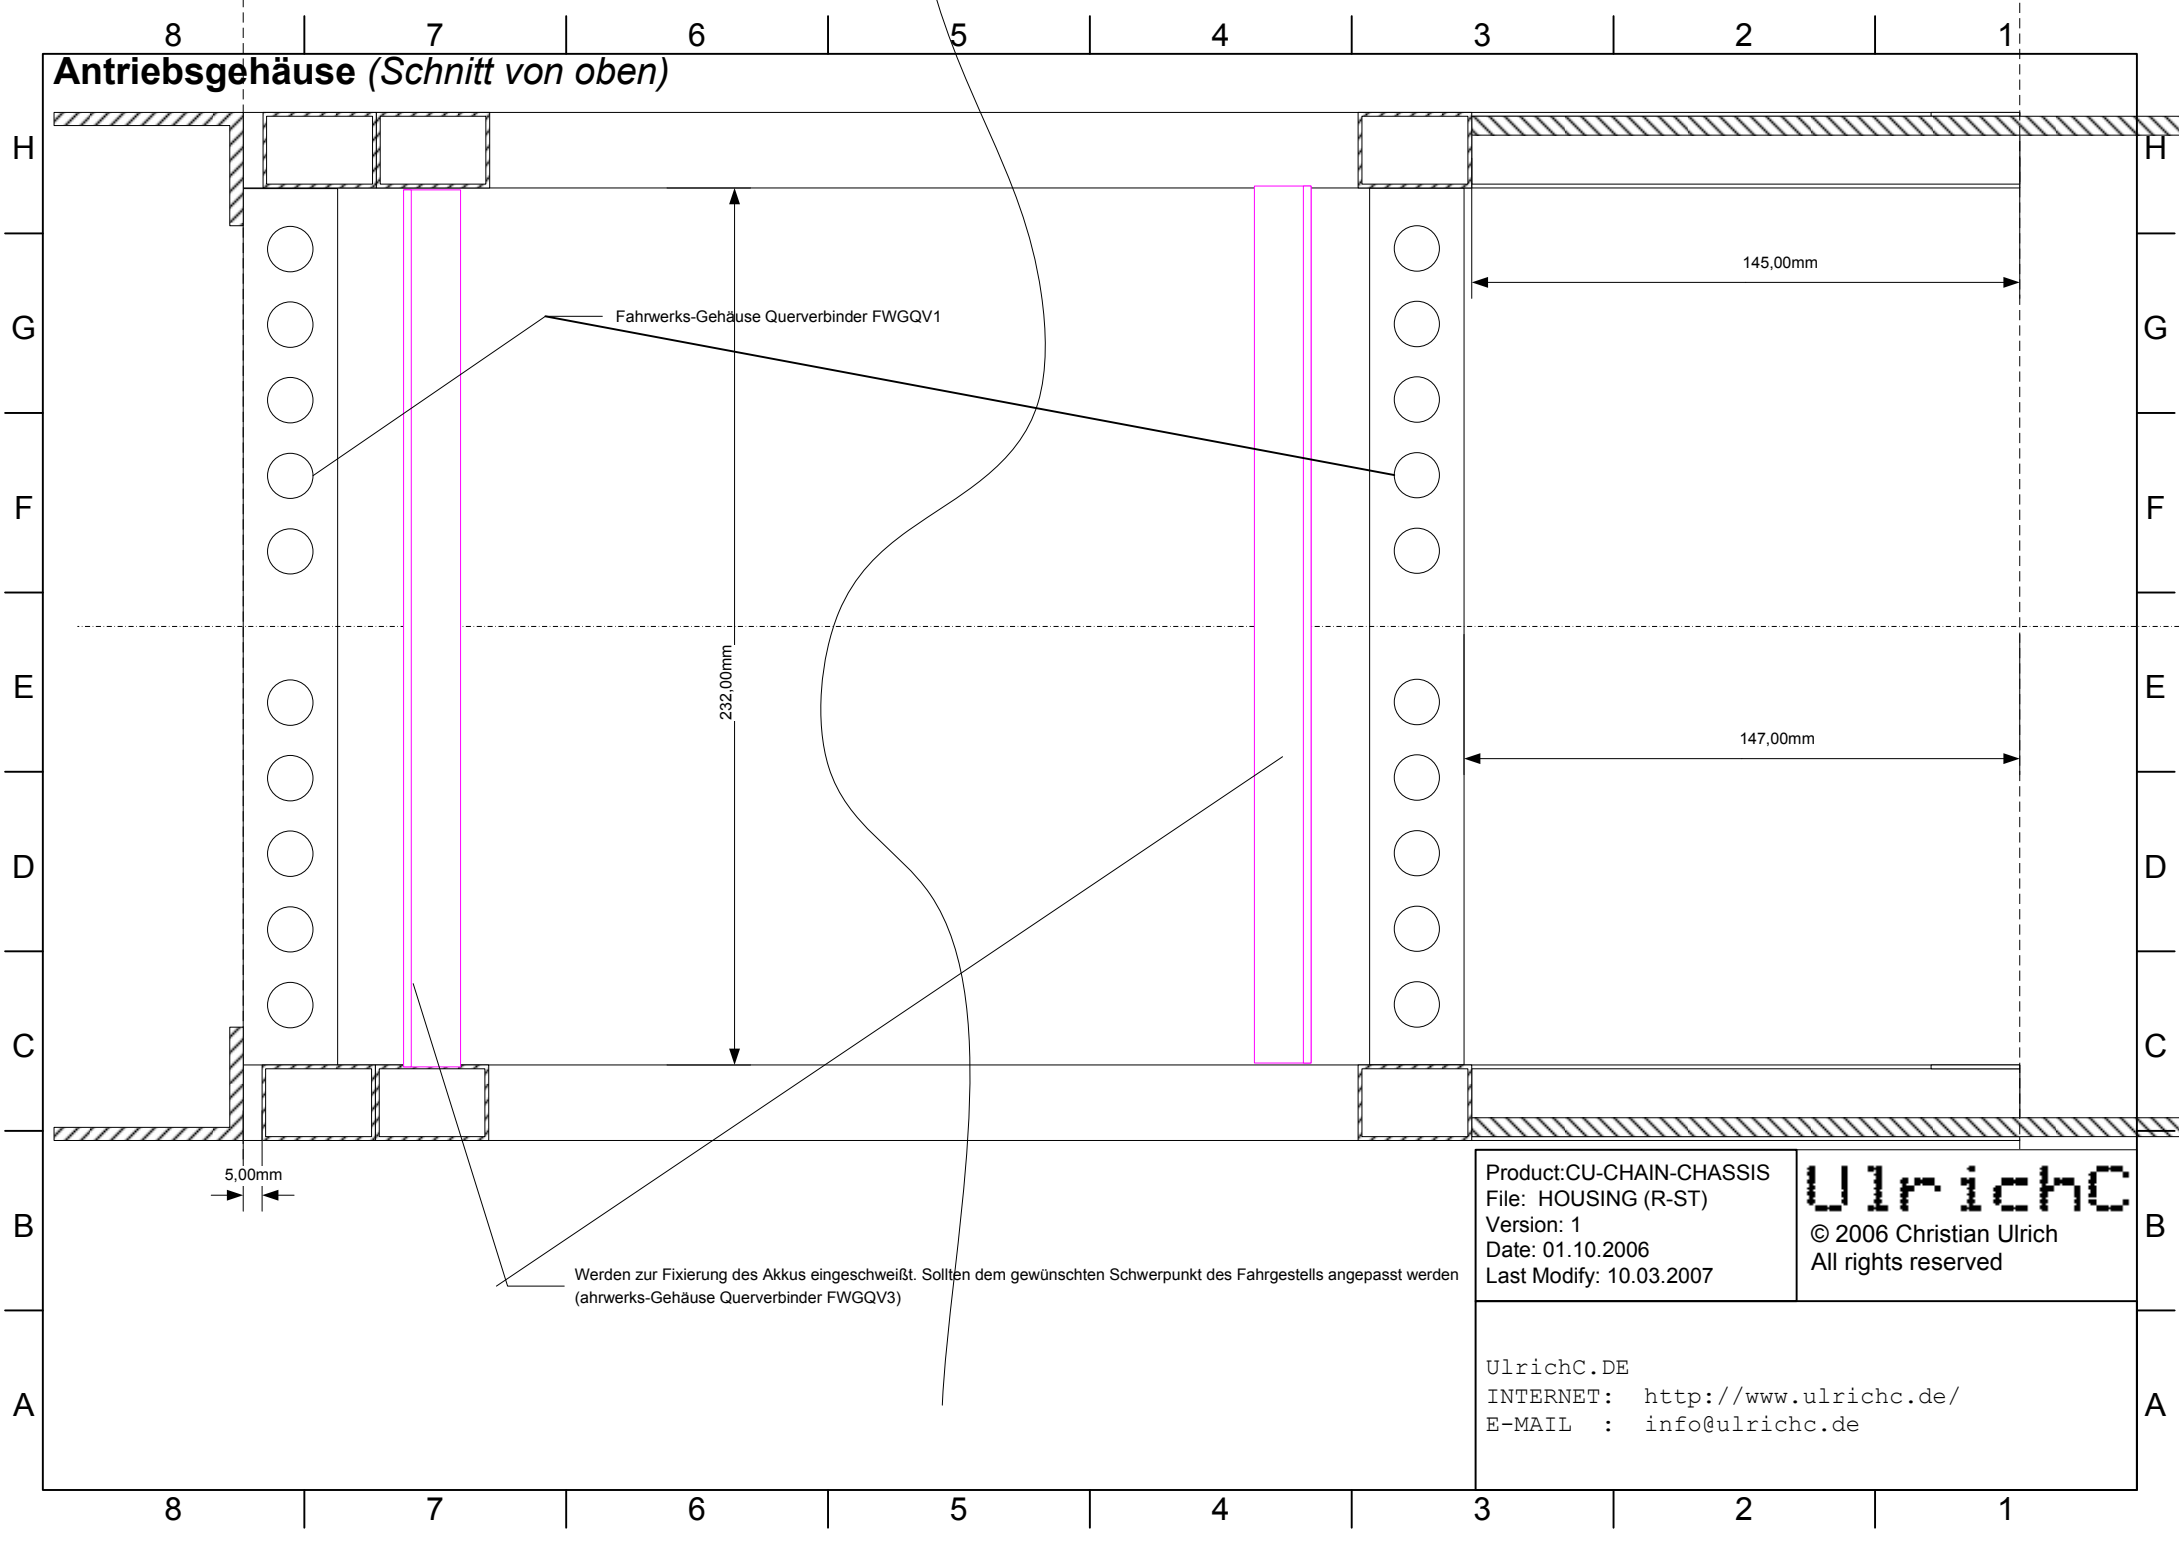 8 7 6 5 4 3 2 1
Antriebsgehäuse (Schnitt von oben)
H H
145,00mm
Fahrwerks-Gehäuse Querverbinder FWGQV1
G G
F F
232,00mm
E E
147,00mm
D D
C C
5,00mm
B B
Werden zur Fixierung des Akkus eingeschweißt. Sollten dem gewünschten Schwerpunkt des Fahrgestells angepasst werden
(ahrwerks-Gehäuse Querverbinder FWGQV3)
Product:CU-CHAIN-CHASSIS
File: HOUSING (R-ST)
Version: 1
Date: 01.10.2006
Last Modify: 10.03.2007
UlrichC
© 2006 Christian Ulrich
All rights reserved
UlrichC.DE
INTERNET: http://www.ulrichc.de/
E-MAIL : info@ulrichc.de
A A
8 7 6 5 4 3 2 1